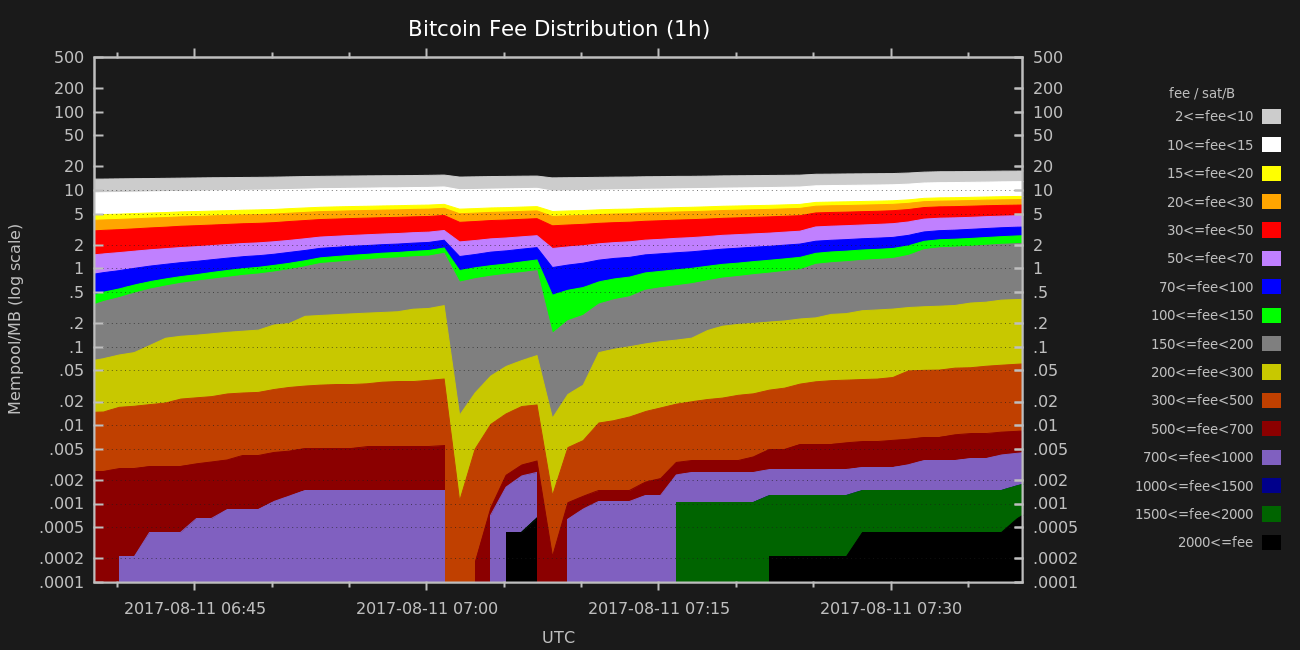 Bitcoin Fee Distribution (1h)
Mempool/MB (log scale)
500
200
100
50
20
10
5
2
1
.5
.2
.1
.05
.02
.01
.005
.002
.001
.0005
.0002
.0001
500
200
100
50
20
10
5
2
1
.5
.2
.1
.05
.02
.01
.005
.002
.001
.0005
.0002
.0001
2017-08-11 06:45 2017-08-11 07:00 2017-08-11 07:15 2017-08-11 07:30
UTC
fee / sat/B
2<=fee<10
10<=fee<15
15<=fee<20
20<=fee<30
30<=fee<50
50<=fee<70
70<=fee<100
100<=fee<150
150<=fee<200
200<=fee<300
300<=fee<500
500<=fee<700
700<=fee<1000
1000<=fee<1500
1500<=fee<2000
2000<=fee